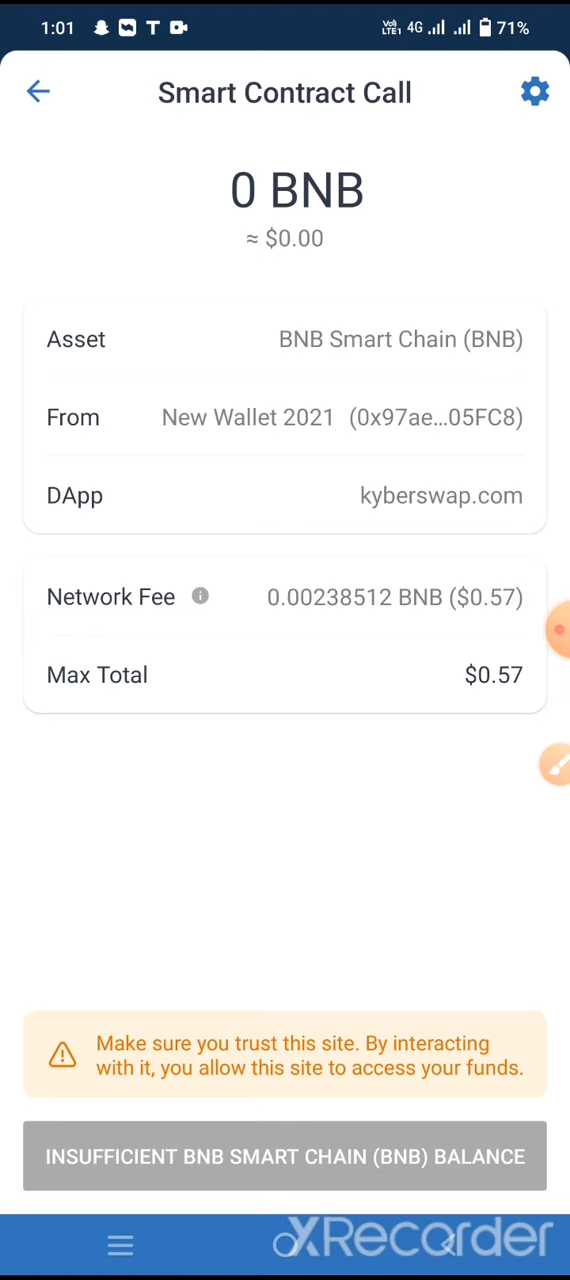 1:01 T Vo) LTE1 4G 71%
Smart Contract Call
0 BNB
≈ $0.00
Asset BNB Smart Chain (BNB)
From New Wallet 2021 (0x97ae...05FC8)
DApp kyberswap.com
Network Fee 0.00238512 BNB ($0.57)
Max Total $0.57
Make sure you trust this site. By interacting
with it, you allow this site to access your funds.
INSUFFICIENT BNB SMART CHAIN (BNB) BALANCE
XRecorder